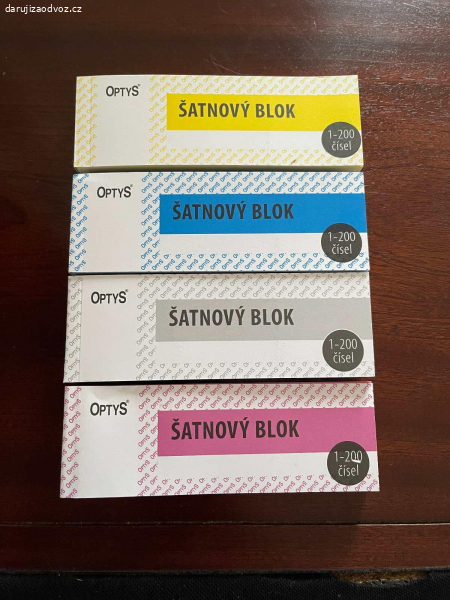 darujizaodvoz.cz
OPTYS®
ŠATNOVÝ BLOK
1-200
čísel
OPTYS®
ŠATNOVÝ BLOK
1-200
čísel
OPTYS®
ŠATNOVÝ BLOK
1-200
čísel
OPTYS®
ŠATNOVÝ BLOK
1-200
čísel